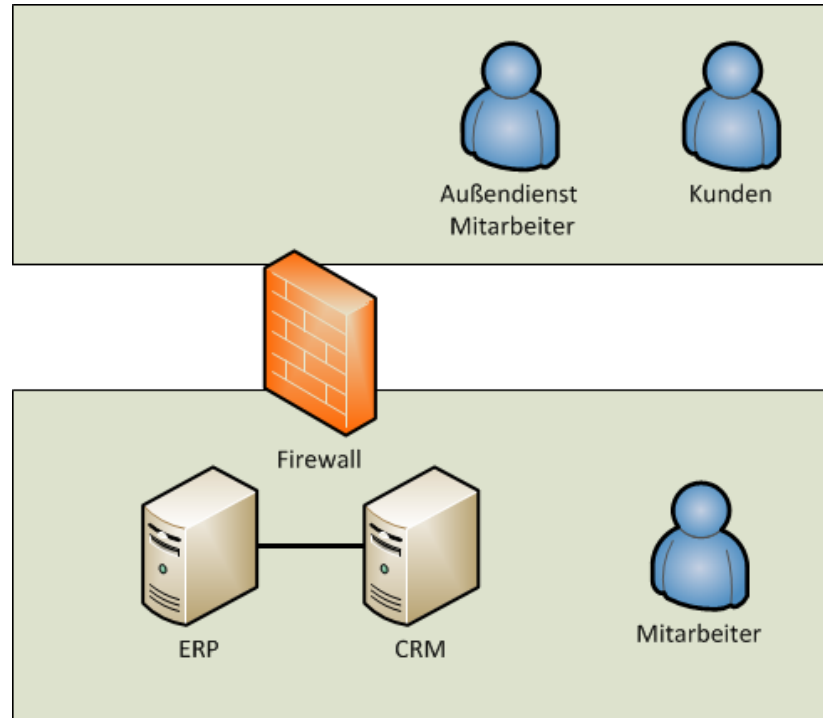 Außendienst
Mitarbeiter
Kunden
Firewall
ERP
CRM
Mitarbeiter